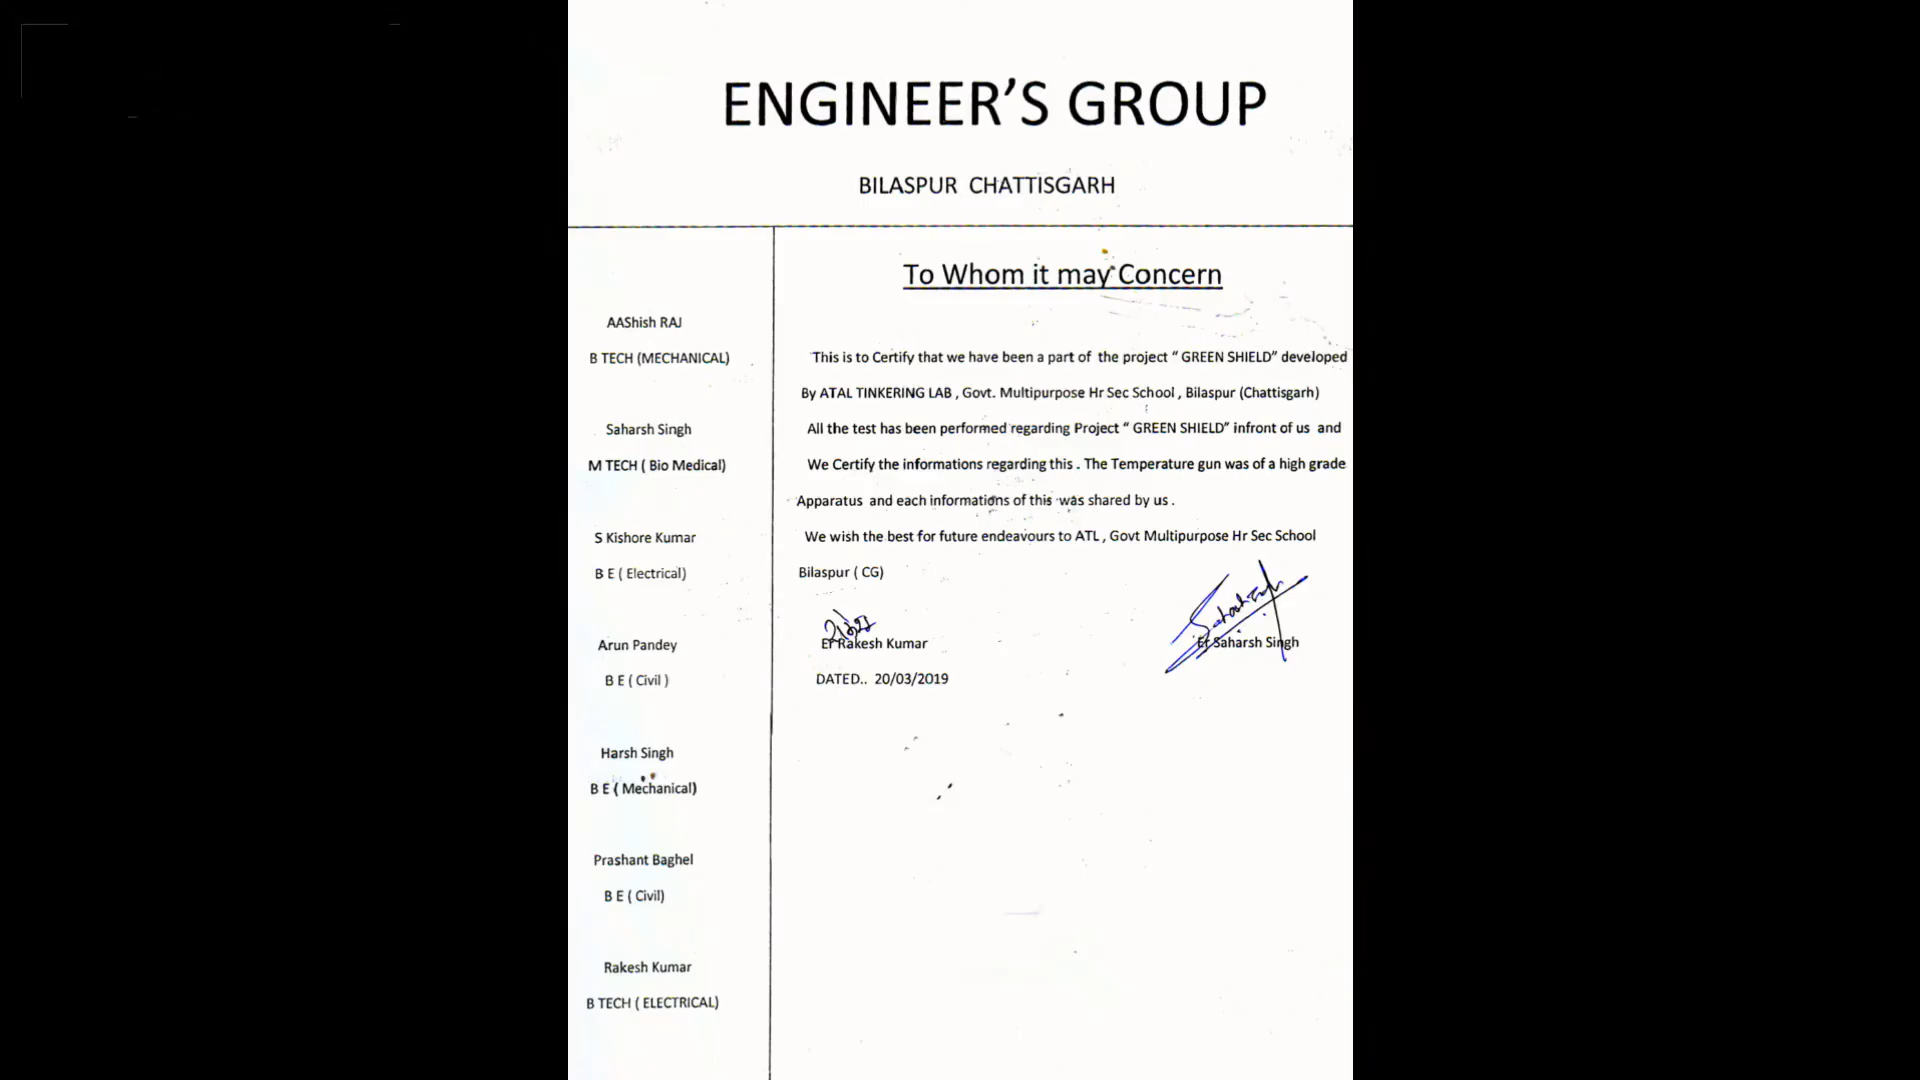 ENGINEER’S GROUP
BILASPUR CHATTISGARH
To Whom it may Concern
AAShish RAJ
B TECH (MECHANICAL)
Saharsh Singh
M TECH ( Bio Medical)
S Kishore Kumar
B E ( Electrical)
Arun Pandey
B E ( Civil )
Harsh Singh
B E ( Mechanical)
Prashant Baghel
B E ( Civil)
Rakesh Kumar
B TECH ( ELECTRICAL)
This is to Certify that we have been a part of the project “ GREEN SHIELD” developed
By ATAL TINKERING LAB , Govt. Multipurpose Hr Sec School , Bilaspur (Chattisgarh)
All the test has been performed regarding Project “ GREEN SHIELD” infront of us and
We Certify the informations regarding this . The Temperature gun was of a high grade
Apparatus and each informations of this was shared by us .
We wish the best for future endeavours to ATL , Govt Multipurpose Hr Sec School
Bilaspur ( CG)
Er Rakesh Kumar
Er Saharsh Singh
DATED.. 20/03/2019